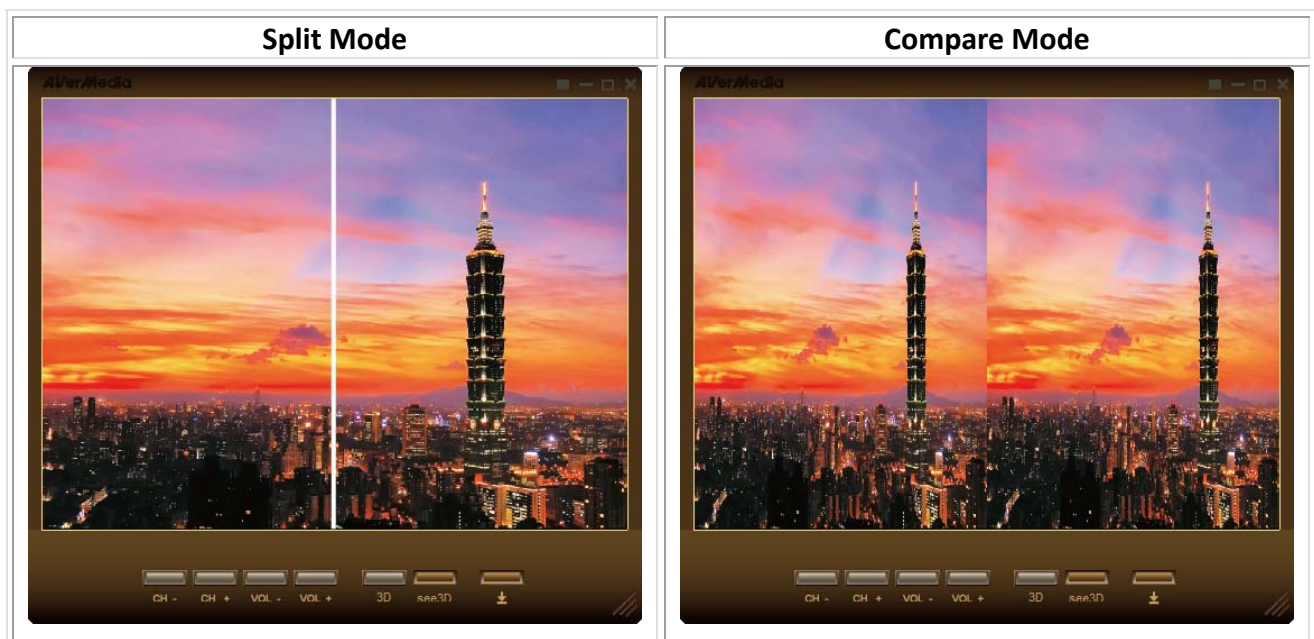 Split Mode
Compare Mode
AVerMedia
AVerMedia
CH - CH + VOL - VOL + 3D see3D
CH - CH + VOL - VOL + 3D see3D